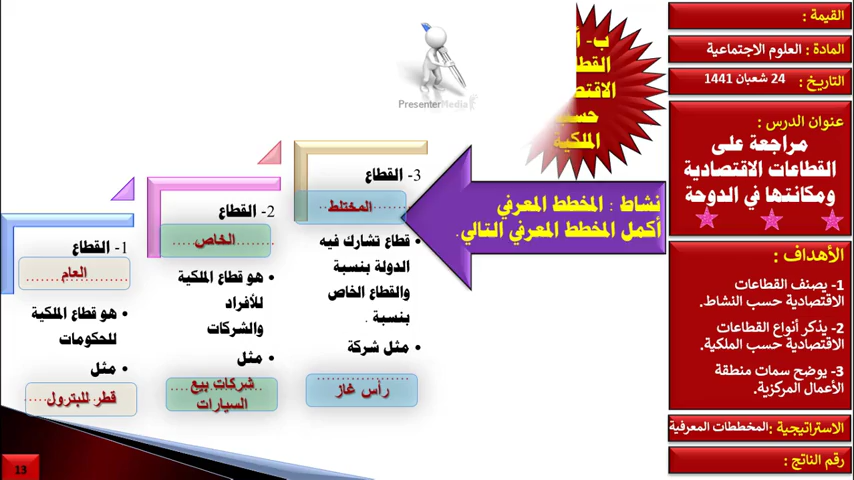 القيمة :
المادة : العلوم الاجتماعية
التاريخ : 24 شعبان 1441
عنوان الدرس :
مراجعة على
القطاعات الاقتصادية
ومكانتها في الدوحة
الأهداف :
1- يصنف القطاعات
الاقتصادية حسب النشاط.
2- يذكر أنواع القطاعات
الاقتصادية حسب الملكية.
3- يوضح سمات منطقة
الأعمال المركزية.
الاستراتيجية :المخططات المعرفية
رقم الناتج :
ب-
حسب
الملكية
PresenterMedia
نشاط : المخطط المعرفي
أكمل المخطط المعرفي التالي.
1- القطاع
العام
• هو قطاع الملكية
للحكومات
• مثل
قطر للبترول
2- القطاع
الخاص
• هو قطاع الملكية
للأفراد
والشركات
• مثل
شركات بيع
السيارات
3- القطاع
المختلط
• قطاع تشارك فيه
الدولة بنسبة
والقطاع الخاص
بنسبة .
• مثل شركة
رأس غاز
13